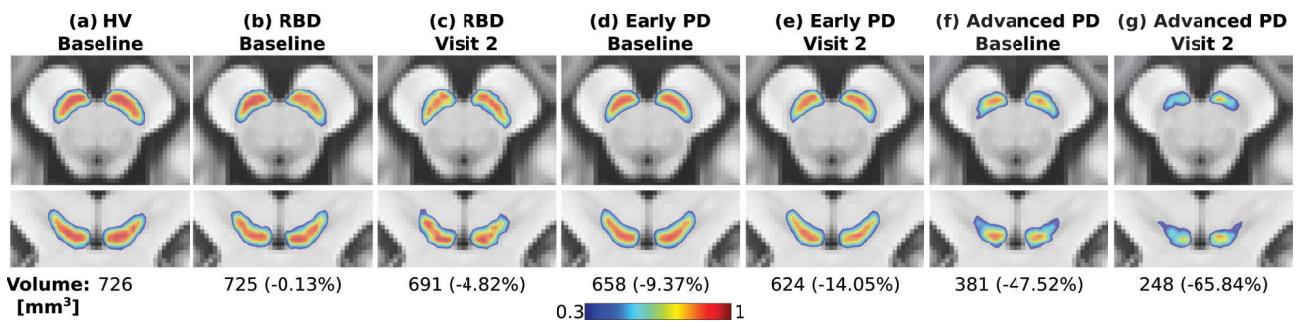 (a) HV
Baseline
(b) RBD
Baseline
(c) RBD
Visit 2
(d) Early PD
Baseline
(e) Early PD
Visit 2
(f) Advanced PD
Baseline
(g) Advanced PD
Visit 2
Volume: 726 725 (-0.13%) 691 (-4.82%) 658 (-9.37%) 624 (-14.05%) 381 (-47.52%) 248 (-65.84%)
[mm³]
0.3 1